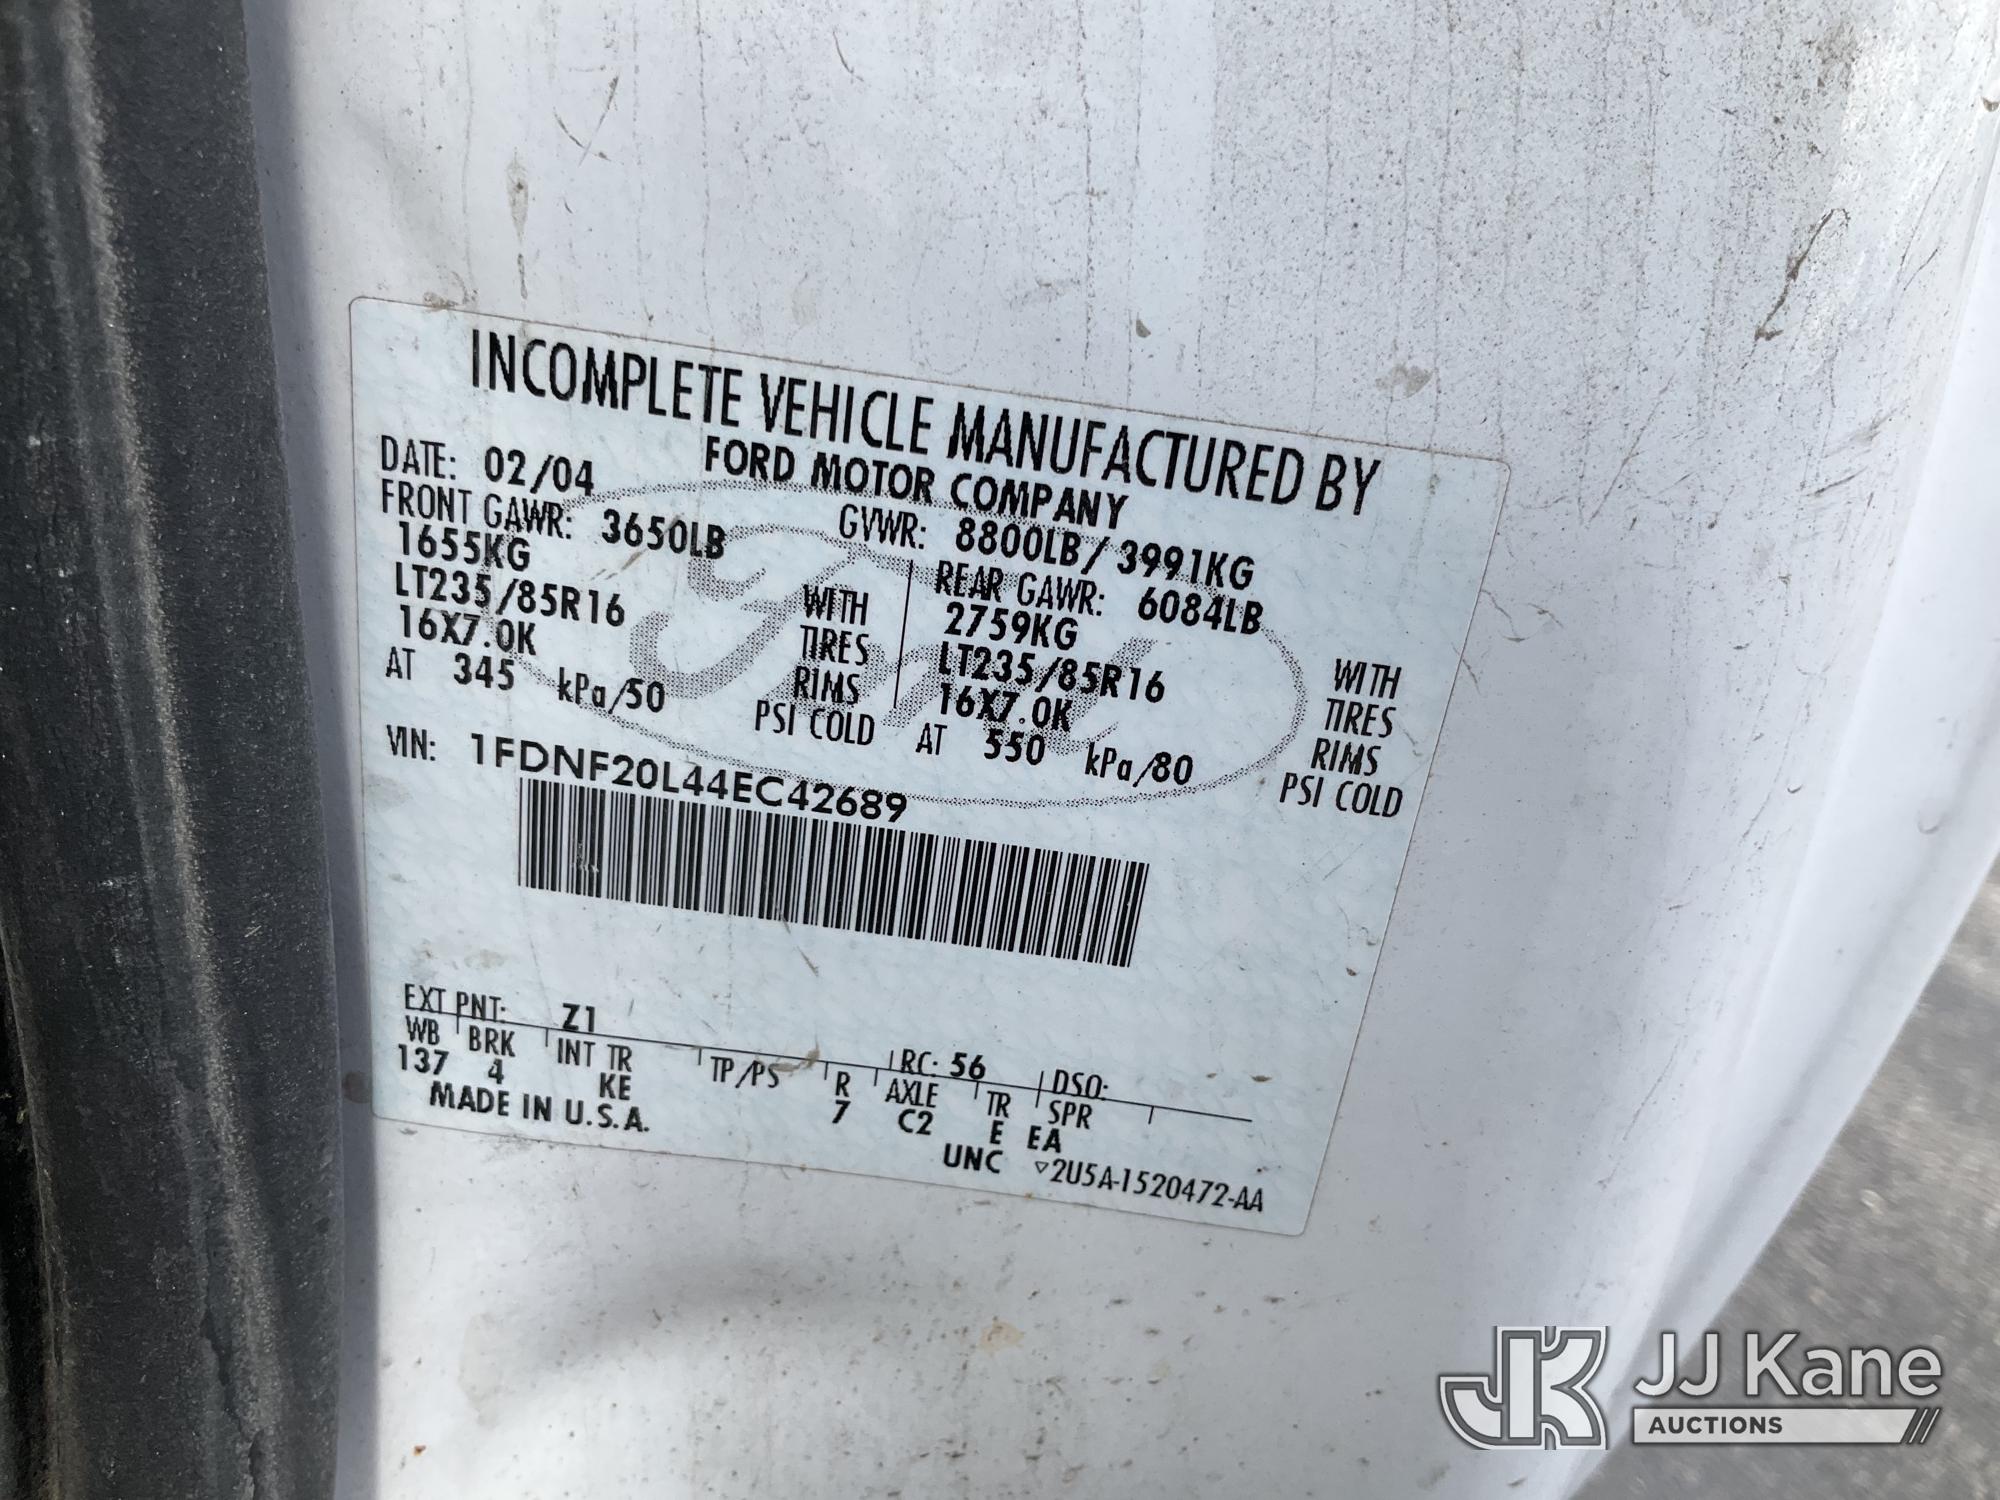 INCOMPLETE VEHICLE MANUFACTURED BY
FORD MOTOR COMPANY
DATE: 02/04 GVWR: 8800LB/ 3991KG
FRONT GAWR: 3650LB REAR GAWR: 6084LB
1655KG WITH 2759KG WITH
LT235/85R16 TIRES LT235/85R16 TIRES
16X7.0K RIMS 16X7.0K RIMS
AT 345 kPa/50 PSI COLD AT 550 kPa/80 PSI COLD
VIN: 1FDNF20L44EC42689
EXT PNT: Z1 RC: 56 DSO:
WB BRK INT TR TP/PS R AXLE TR SPR
137 4 KE 7 C2 E EA
MADE IN U.S.A. UNC ▽2U5A-1520472-AA
Ford
JK JJ Kane
AUCTIONS